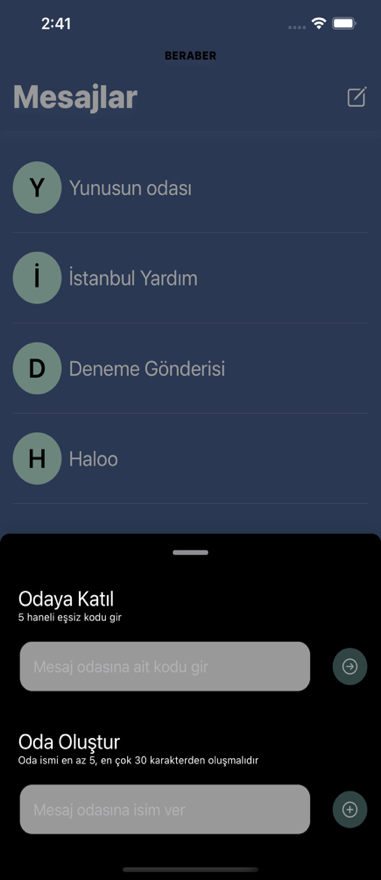 2:41
BERABER
Mesajlar
Y Yunusun odası
İ İstanbul Yardım
D Deneme Gönderisi
H Haloo
Odaya Katıl
5 haneli eşsiz kodu gir
Mesaj odasına ait kodu gir
Oda Oluştur
Oda ismi en az 5, en çok 30 karakterden oluşmalıdır
Mesaj odasına isim ver